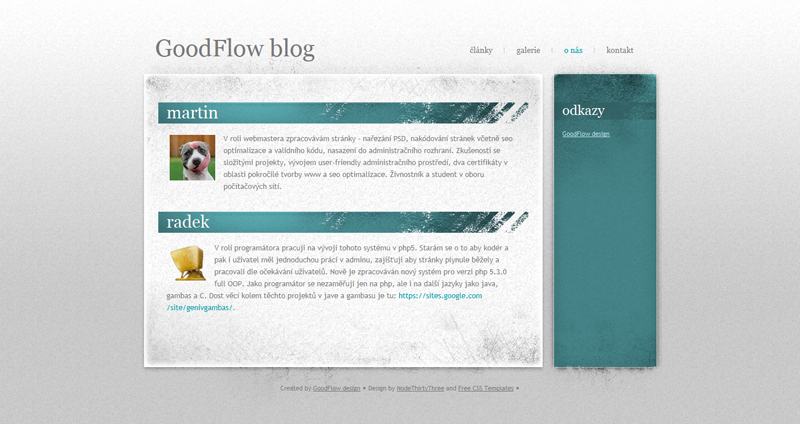 GoodFlow blog
články
galerie
o nás
kontakt
martin
V roli webmastera zpracovávám stránky - nařezání PSD, nakódování stránek včetně seo
optimalizace a validního kódu, nasazení do administračního rozhraní. Zkušenosti se
složitými projekty, vývojem user-friendly administračního prostředí, dva certifikáty v
oblasti pokročilé tvorby www a seo optimalizace. Živnostník a student v oboru
počítačových sítí.
radek
V roli programátora pracuji na vývoji tohoto systému v php5. Starám se o to aby kodér a
pak i uživatel měl jednoduchou práci v adminu, zajišťuji aby stránky plynule běžely a
pracovali dle očekávání uživatelů. Nově je zpracováván nový systém pro verzi php 5.3.0
full OOP. Jako programátor se nezaměřuji jen na php, ale i na další jazyky jako java,
gambas a C. Dost věcí kolem těchto projektů v jave a gambasu je tu: https://sites.google.com
/site/genivgambas/.
odkazy
GoodFlow design
Created by GoodFlow design • Design by NodeThirtyThree and Free CSS Templates •